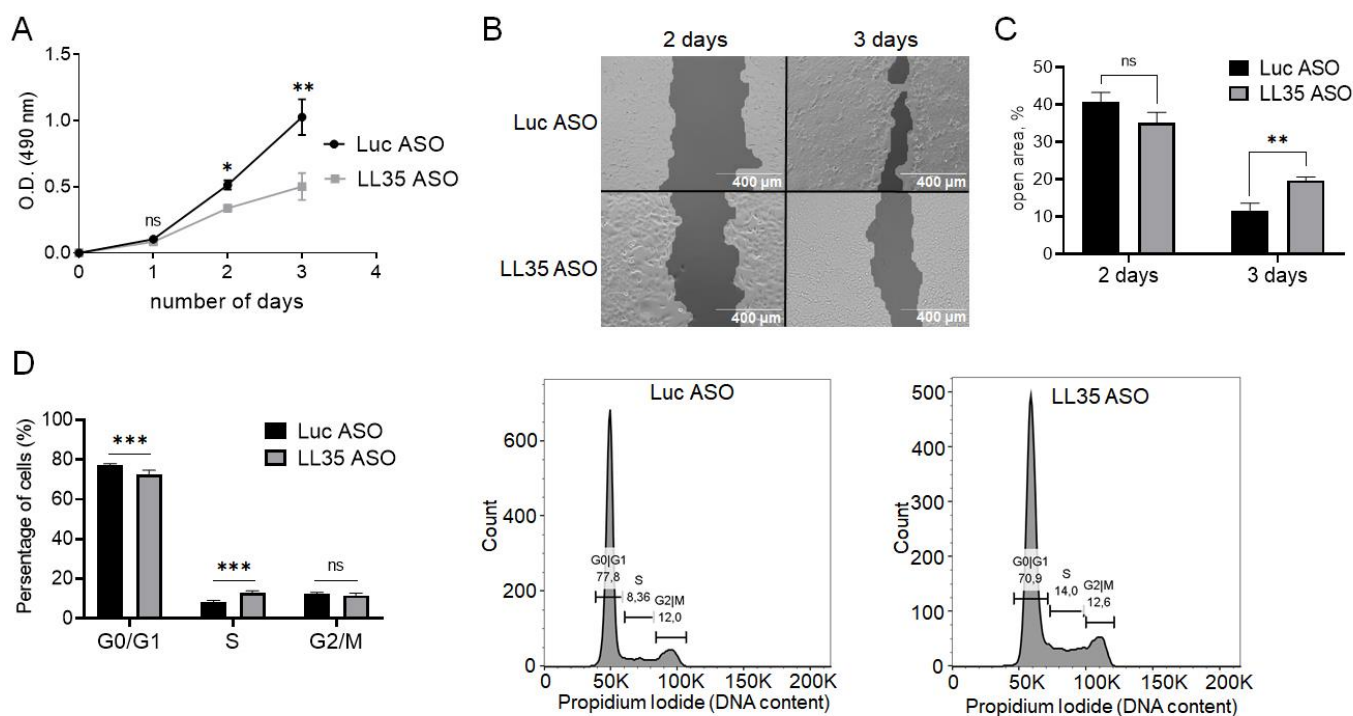 A
1.5
1.0
0.5
0.0
O.D. (490 nm)
ns
*
**
Luc ASO
LL35 ASO
0 1 2 3 4
number of days
B
2 days 3 days
Luc ASO
LL35 ASO
400 µm 400 µm
400 µm 400 µm
C
50
40
30
20
10
0
open area, %
ns
**
Luc ASO
LL35 ASO
2 days 3 days
D
100
80
60
40
20
0
Persentage of cells (%)
*** *** ns
Luc ASO
LL35 ASO
G0/G1 S G2/M
Luc ASO
600
400
200
0
Count
G0|G1
77,8
S
8,36
G2|M
12,0
0 50K 100K 150K 200K
Propidium Iodide (DNA content)
LL35 ASO
500
400
300
200
100
0
Count
G0|G1
70,9
S
14,0
G2|M
12,6
0 50K 100K 150K 200K
Propidium Iodide (DNA content)